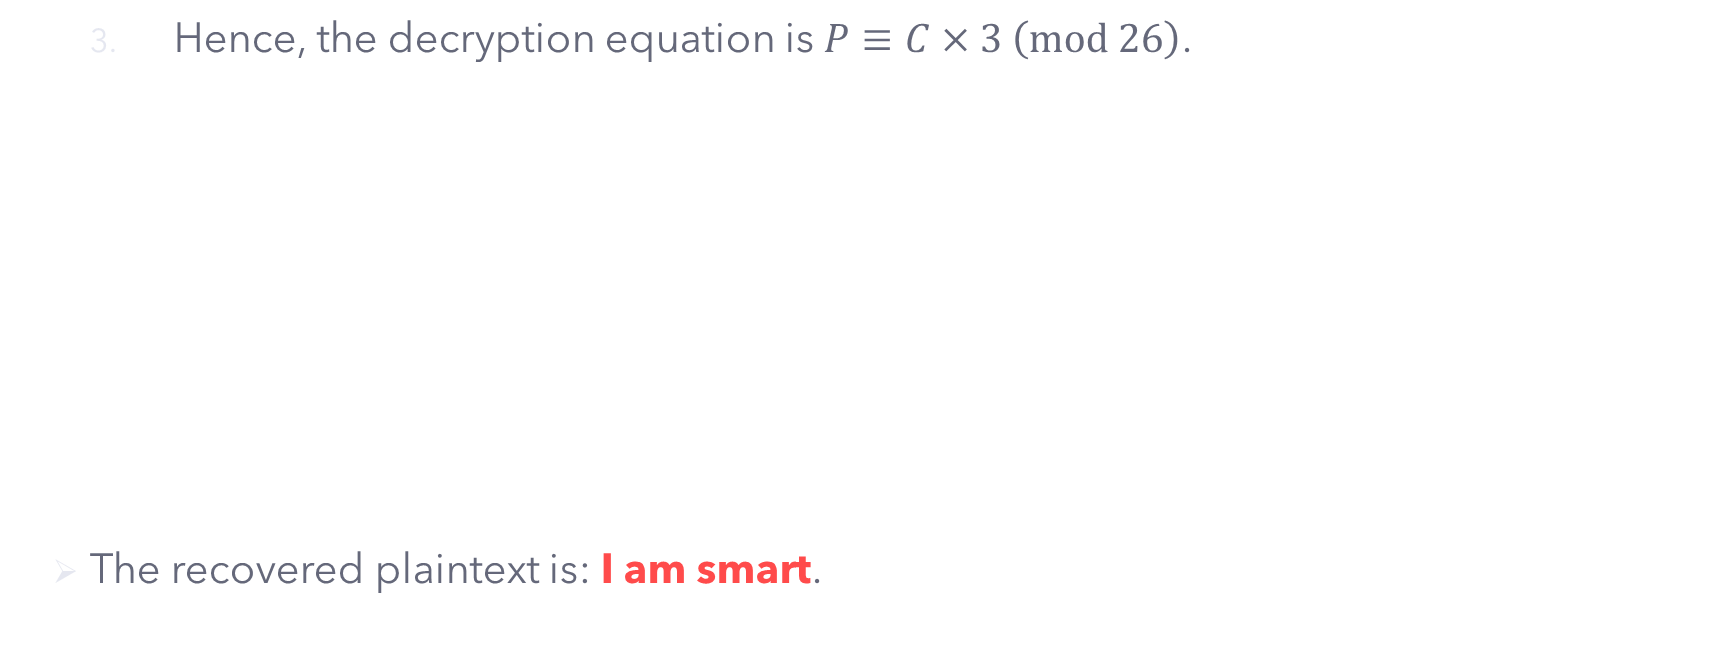 3. Hence, the decryption equation is P ≡ C × 3 (mod 26).
➢ The recovered plaintext is: I am smart.